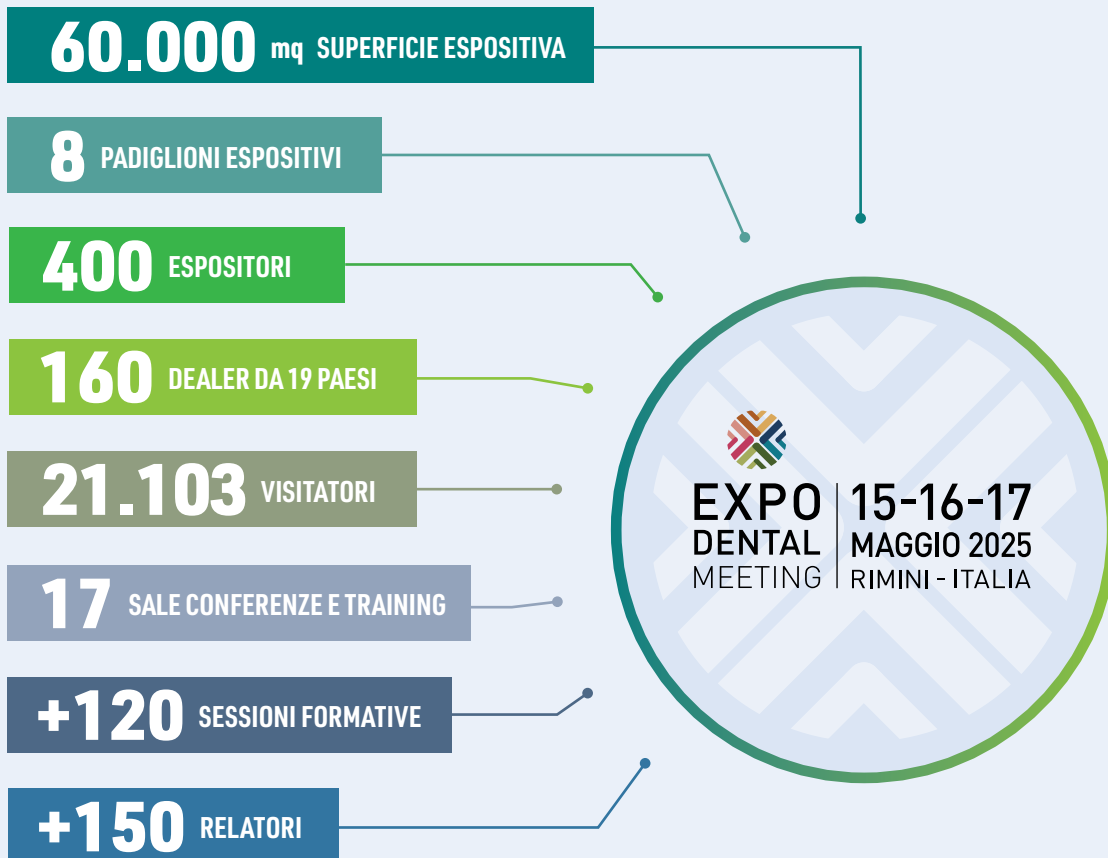 60.000 mq SUPERFICIE ESPOSITIVA
8 PADIGLIONI ESPOSITIVI
400 ESPOSITORI
160 DEALER DA 19 PAESI
21.103 VISITATORI
17 SALE CONFERENZE E TRAINING
+120 SESSIONI FORMATIVE
+150 RELATORI
EXPO
DENTAL
MEETING
15-16-17
MAGGIO 2025
RIMINI - ITALIA